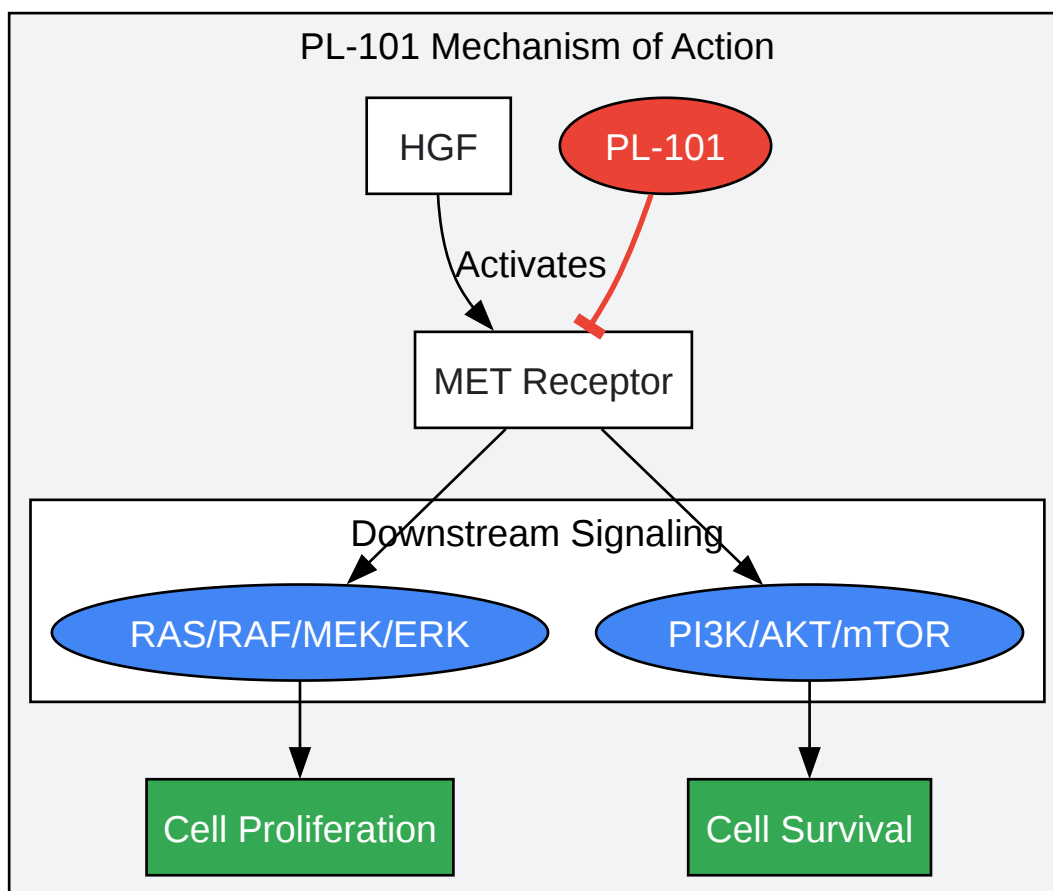 PL-101 Mechanism of Action
HGF
PL-101
Activates
MET Receptor
Downstream Signaling
RAS/RAF/MEK/ERK
PI3K/AKT/mTOR
Cell Proliferation
Cell Survival